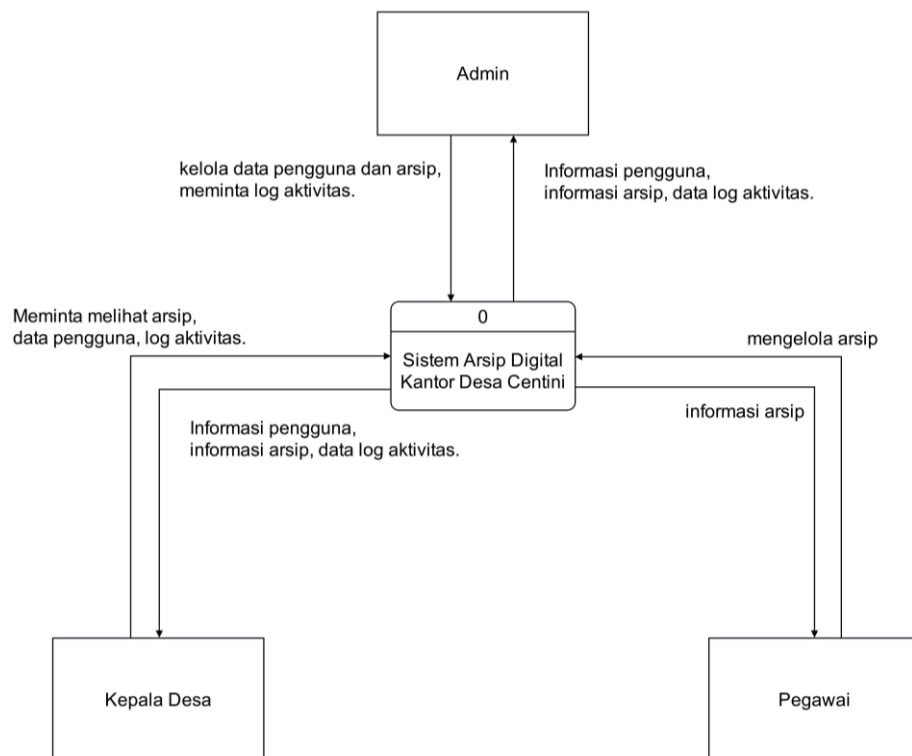 Admin
kelola data pengguna dan arsip,
meminta log aktivitas.
Informasi pengguna,
informasi arsip, data log aktivitas.
Meminta melihat arsip,
data pengguna, log aktivitas.
0
Sistem Arsip Digital
Kantor Desa Centini
mengelola arsip
informasi arsip
Informasi pengguna,
informasi arsip, data log aktivitas.
Kepala Desa
Pegawai